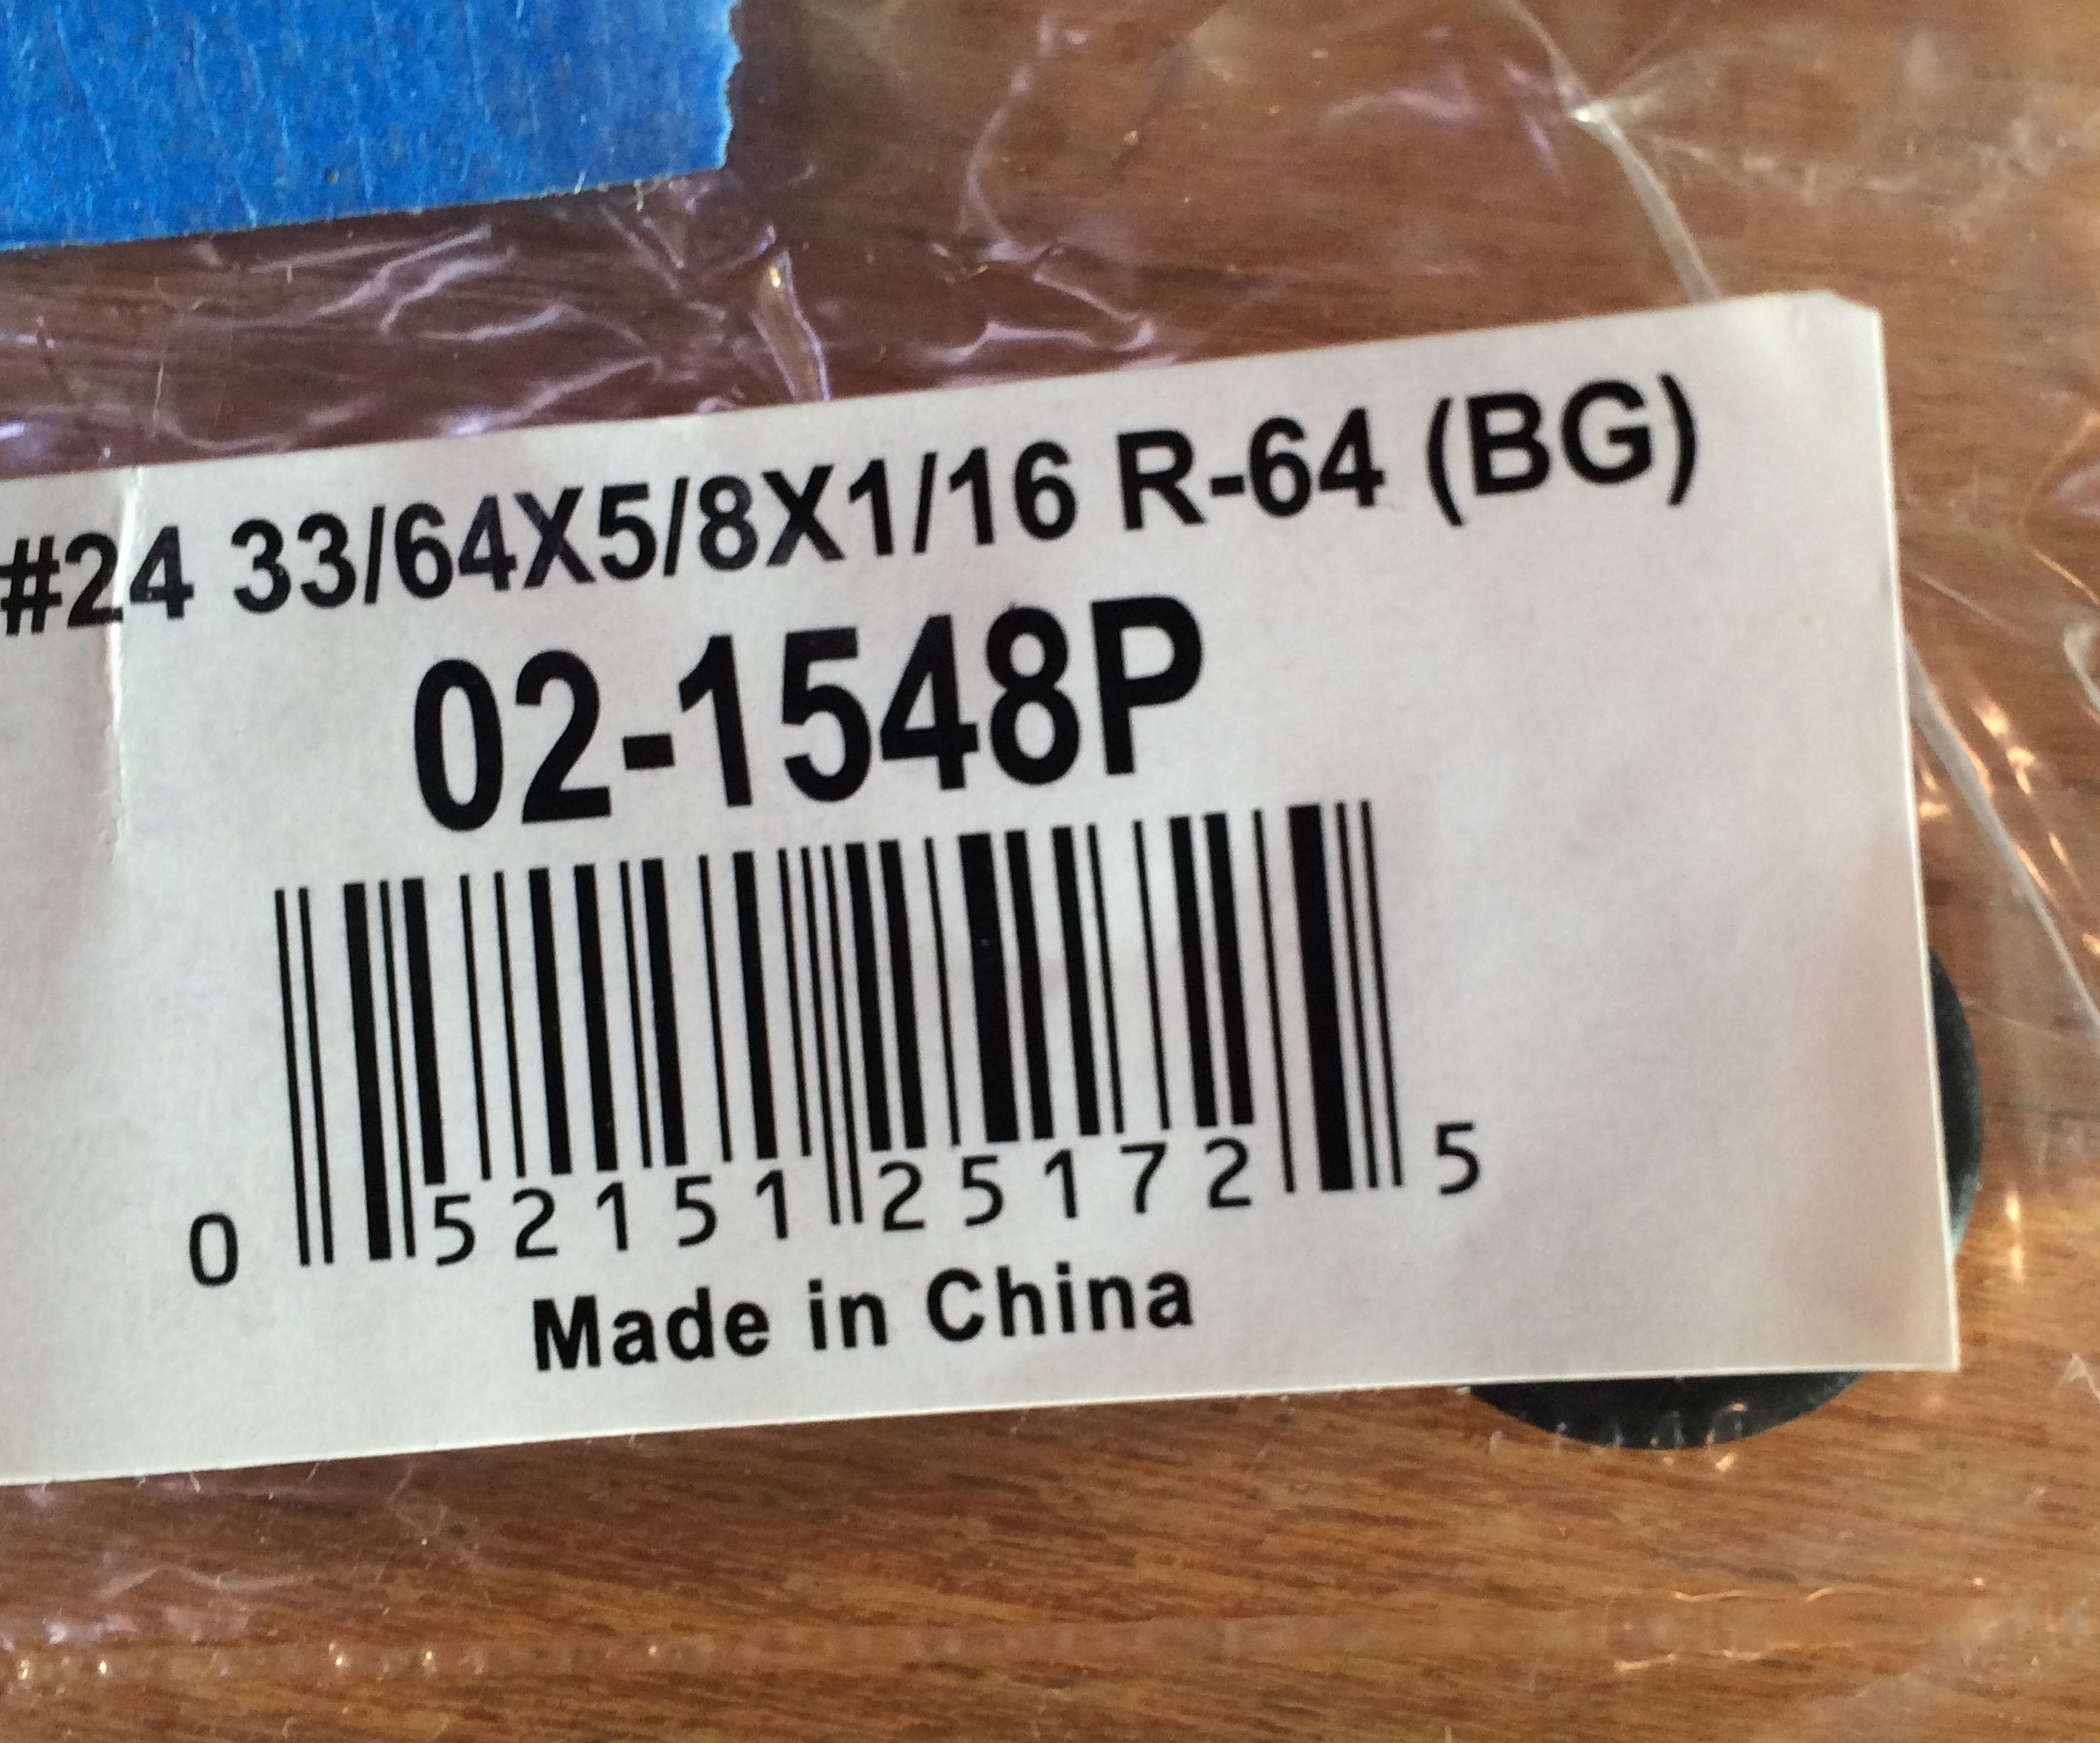 #24 33/64X5/8X1/16 R-64 (BG)
02-1548P
0 52151 25172 5
Made in China